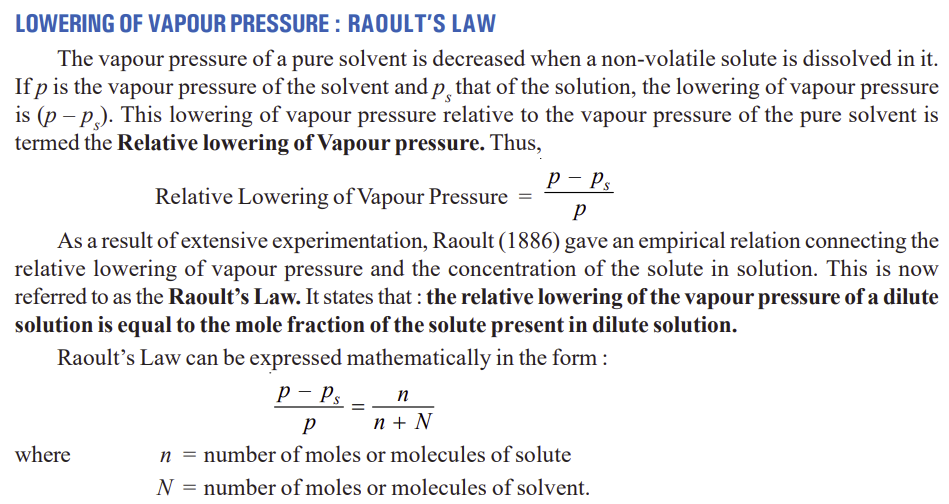 LOWERING OF VAPOUR PRESSURE : RAOULT'S LAW
The vapour pressure of a pure solvent is decreased when a non-volatile solute is dissolved in it.
If p is the vapour pressure of the solvent and pₛ that of the solution, the lowering of vapour pressure
is (p – pₛ). This lowering of vapour pressure relative to the vapour pressure of the pure solvent is
termed the Relative lowering of Vapour pressure. Thus,
Relative Lowering of Vapour Pressure = (p − pₛ) / p
As a result of extensive experimentation, Raoult (1886) gave an empirical relation connecting the
relative lowering of vapour pressure and the concentration of the solute in solution. This is now
referred to as the Raoult's Law. It states that : the relative lowering of the vapour pressure of a dilute
solution is equal to the mole fraction of the solute present in dilute solution.
Raoult's Law can be expressed mathematically in the form :
(p − pₛ) / p = n / (n + N)
where n = number of moles or molecules of solute
N = number of moles or molecules of solvent.